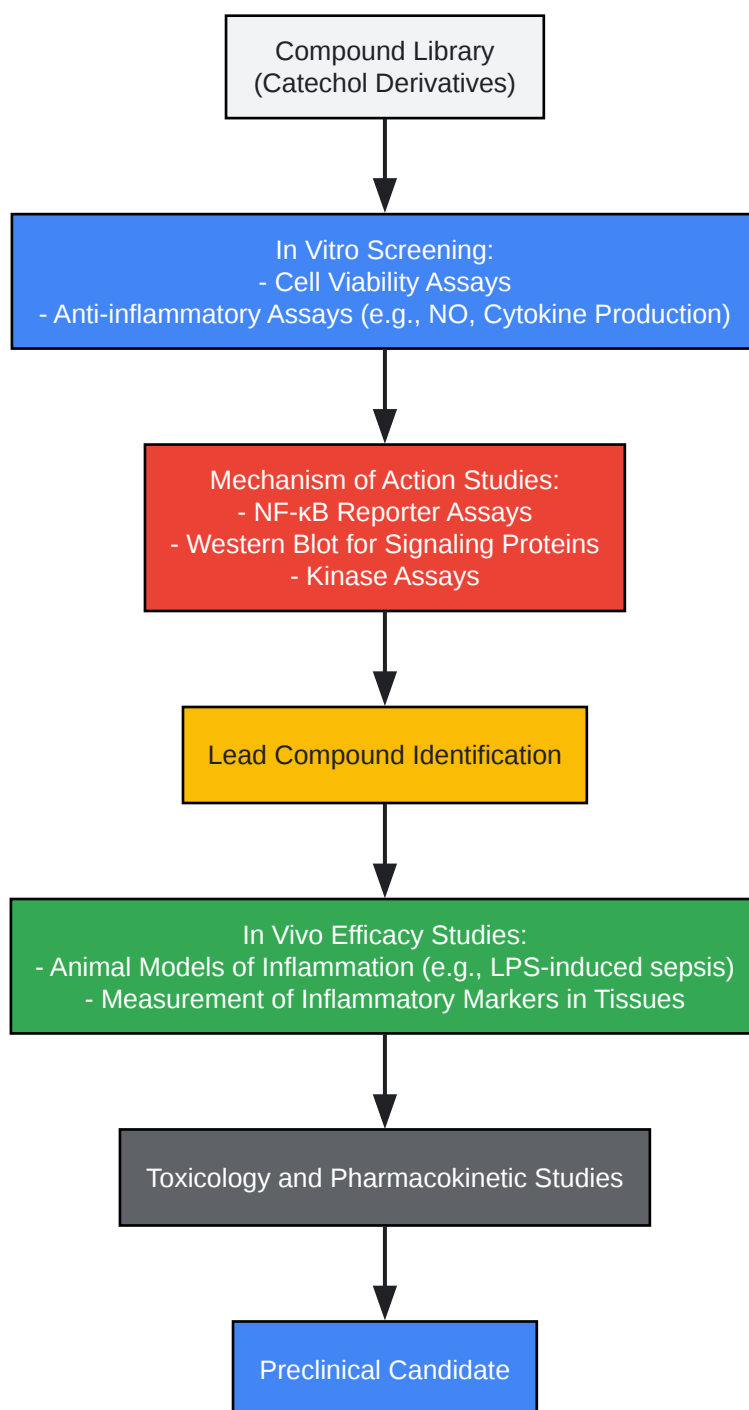 Compound Library
(Catechol Derivatives)
In Vitro Screening:
- Cell Viability Assays
- Anti-inflammatory Assays (e.g., NO, Cytokine Production)
Mechanism of Action Studies:
- NF-κB Reporter Assays
- Western Blot for Signaling Proteins
- Kinase Assays
Lead Compound Identification
In Vivo Efficacy Studies:
- Animal Models of Inflammation (e.g., LPS-induced sepsis)
- Measurement of Inflammatory Markers in Tissues
Toxicology and Pharmacokinetic Studies
Preclinical Candidate